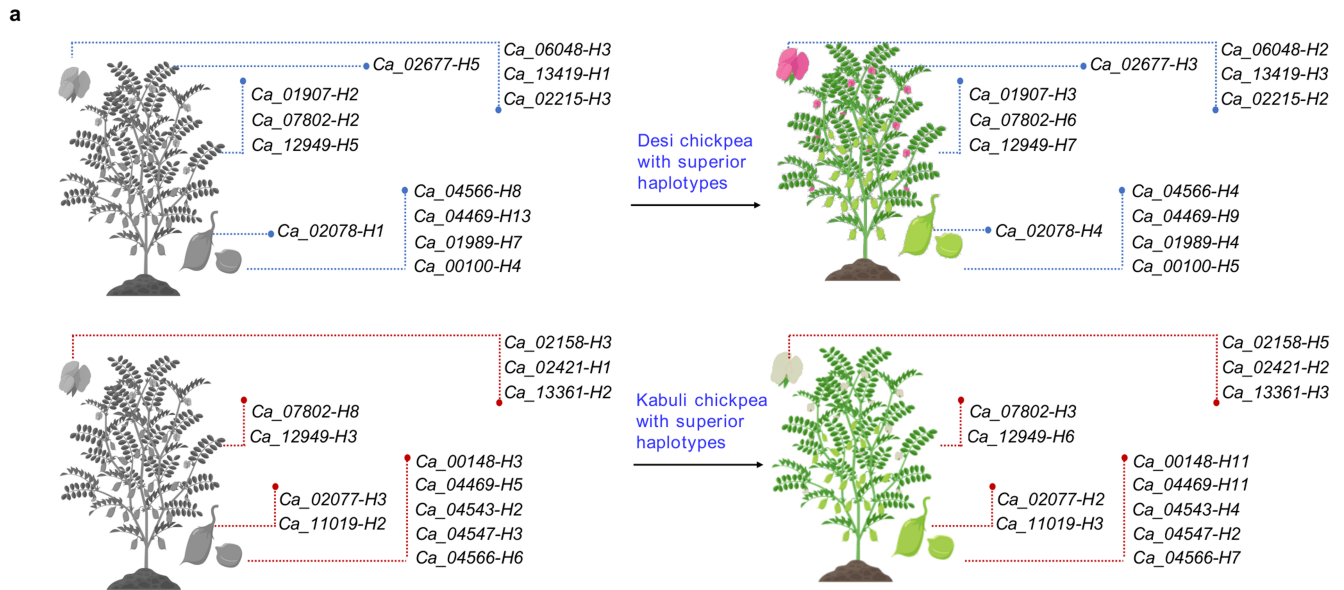 a
Ca_06048-H3
Ca_13419-H1
Ca_02215-H3
Ca_02677-H5
Ca_01907-H2
Ca_07802-H2
Ca_12949-H5
Ca_04566-H8
Ca_04469-H13
Ca_01989-H7
Ca_00100-H4
Ca_02078-H1
Desi chickpea
with superior
haplotypes
Ca_06048-H2
Ca_13419-H3
Ca_02215-H2
Ca_02677-H3
Ca_01907-H3
Ca_07802-H6
Ca_12949-H7
Ca_04566-H4
Ca_04469-H9
Ca_01989-H4
Ca_00100-H5
Ca_02078-H4
Ca_02158-H3
Ca_02421-H1
Ca_13361-H2
Ca_07802-H8
Ca_12949-H3
Ca_00148-H3
Ca_04469-H5
Ca_04543-H2
Ca_04547-H3
Ca_04566-H6
Ca_02077-H3
Ca_11019-H2
Kabuli chickpea
with superior
haplotypes
Ca_02158-H5
Ca_02421-H2
Ca_13361-H3
Ca_07802-H3
Ca_12949-H6
Ca_00148-H11
Ca_04469-H11
Ca_04543-H4
Ca_04547-H2
Ca_04566-H7
Ca_02077-H2
Ca_11019-H3